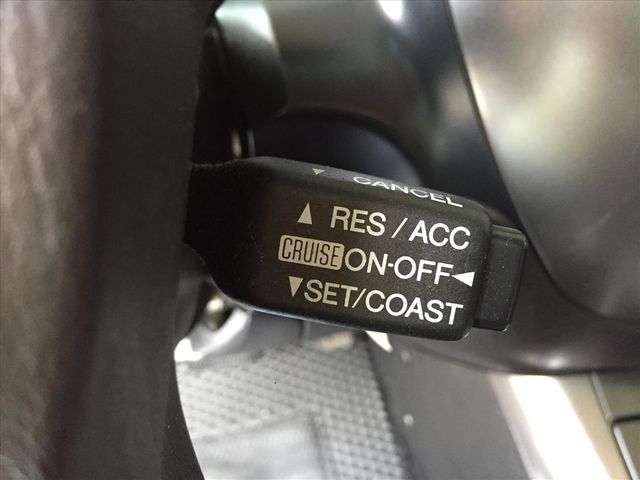 ▼ CANCEL
▲ RES / ACC
CRUISE ON-OFF ◄
▼ SET/COAST